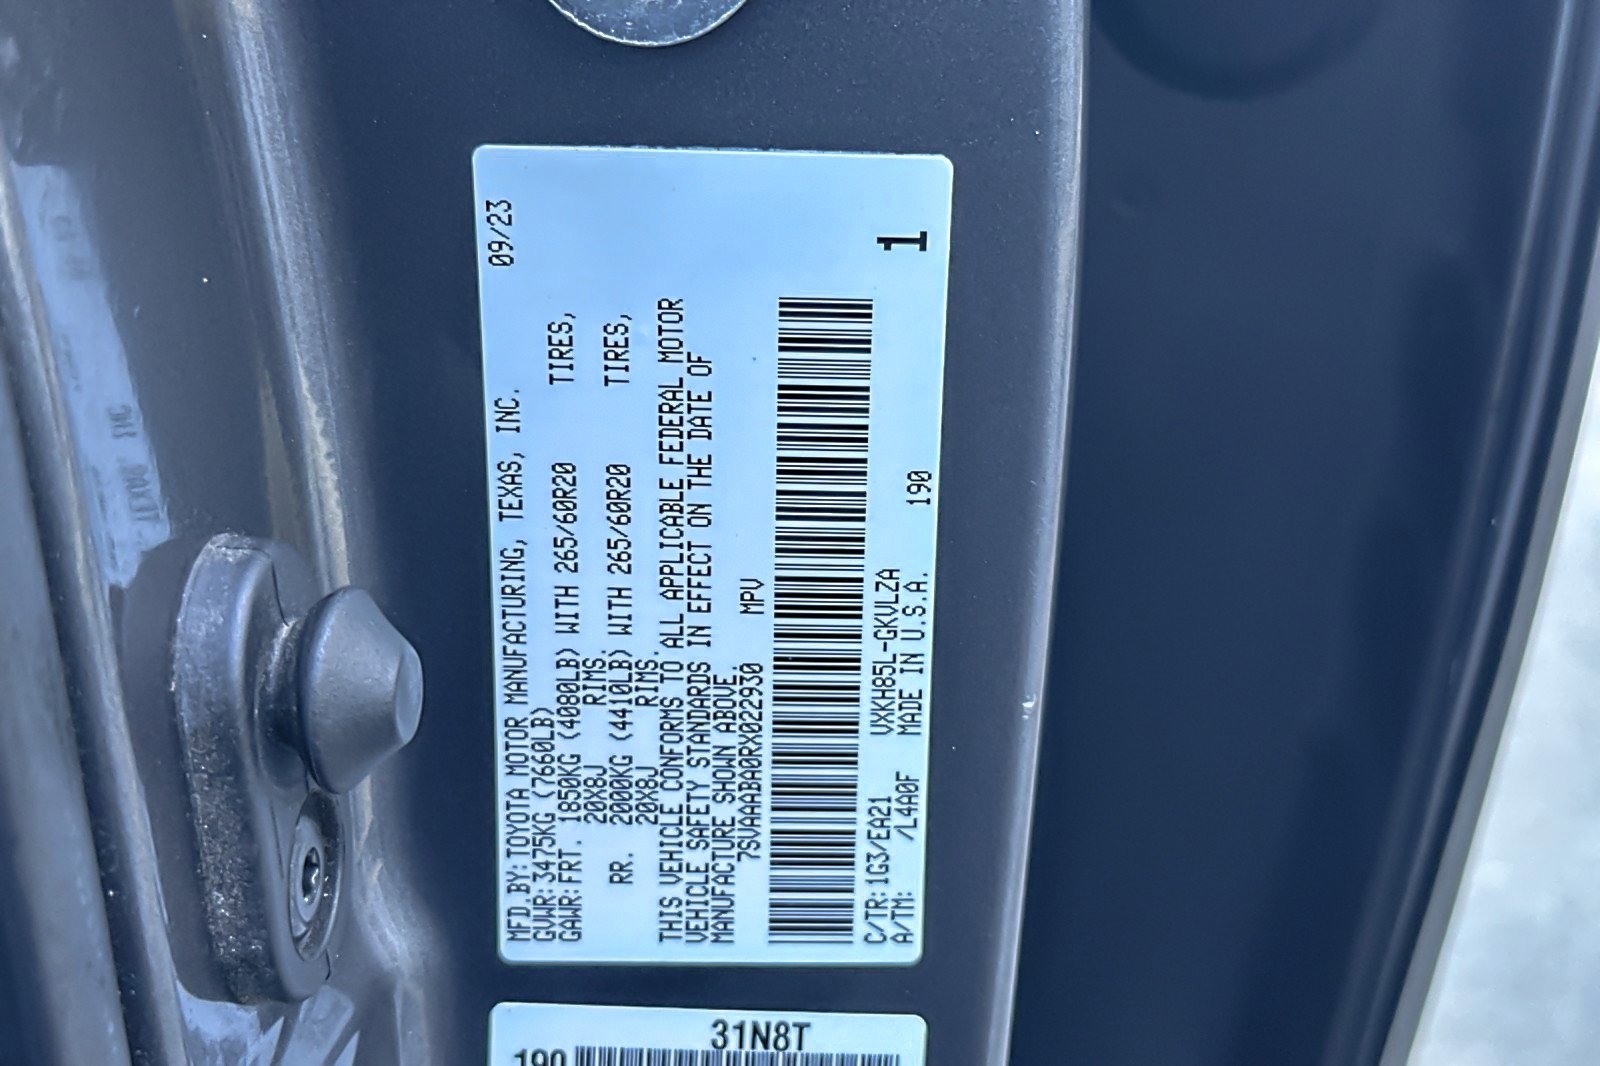 MFD.BY:TOYOTA MOTOR MANUFACTURING, TEXAS, INC. 09/23
GVWR:3475KG (7660LB)
GAWR:FRT. 1850KG (4080LB) WITH 265/60R20 TIRES,
20X8J RIMS
RR. 2000KG (4410LB) WITH 265/60R20 TIRES,
20X8J RIMS.
THIS VEHICLE CONFORMS TO ALL APPLICABLE FEDERAL MOTOR
VEHICLE SAFETY STANDARDS IN EFFECT ON THE DATE OF
MANUFACTURE SHOWN ABOVE.
7SVAAABA0RX022930 MPV
C/TR:1G3/EA21 VXKH85L-GKVLZA
A/TM: /L4A0F MADE IN U.S.A. 190
1
31N8T
190